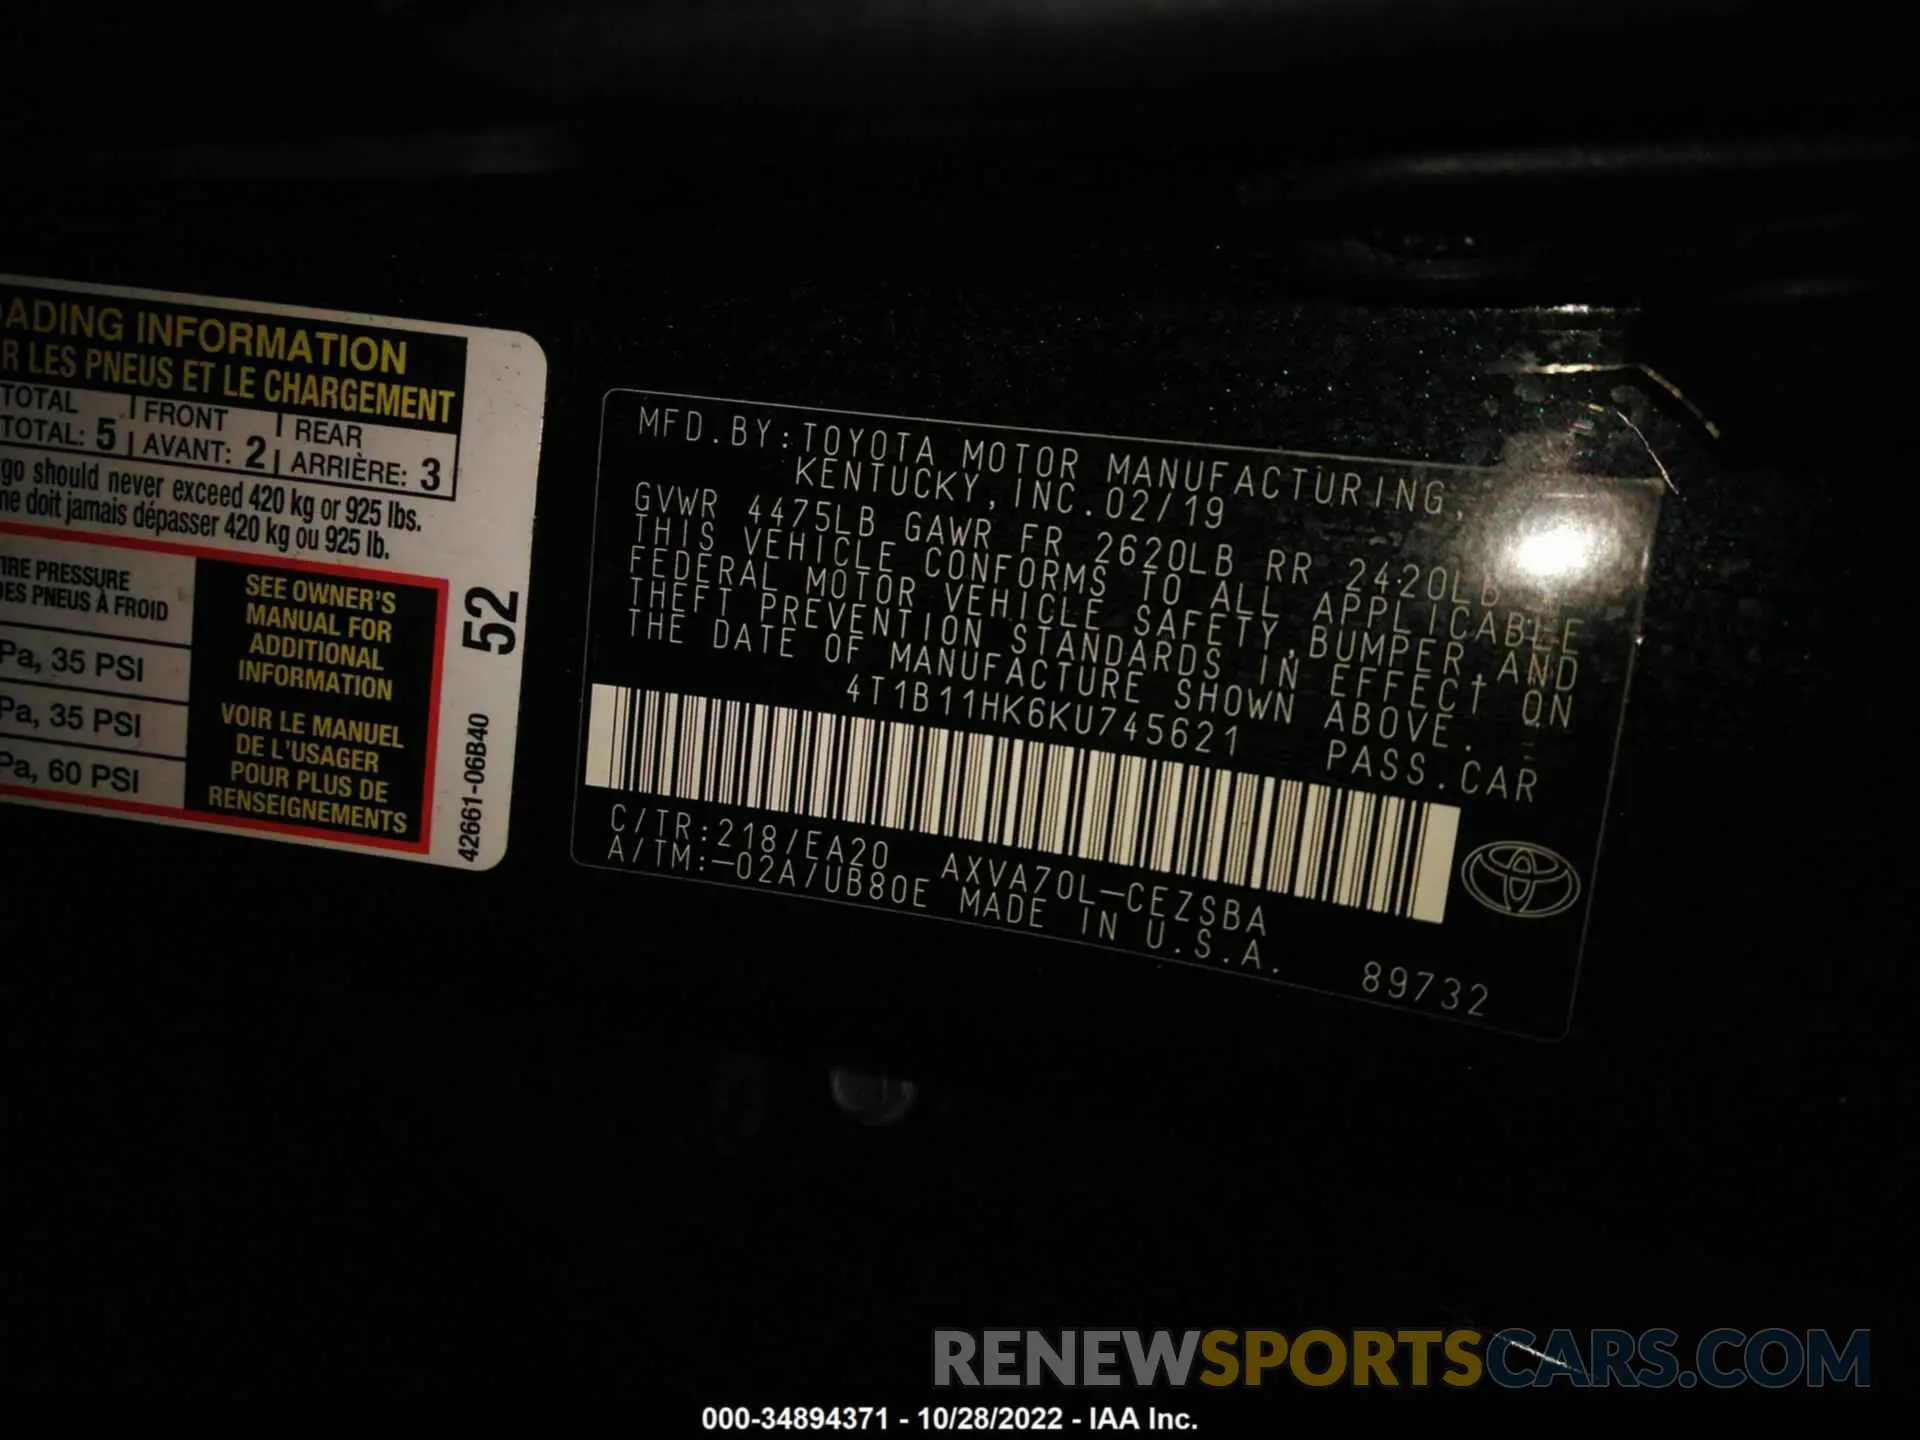 ADING INFORMATION
R LES PNEUS ET LE CHARGEMENT
TOTAL FRONT REAR
TOTAL: 5 AVANT: 2 ARRIÈRE: 3
go should never exceed 420 kg or 925 lbs.
ne doit jamais dépasser 420 kg ou 925 lb.
IRE PRESSURE
DES PNEUS À FROID
Pa, 35 PSI
Pa, 35 PSI
Pa, 60 PSI
SEE OWNER'S
MANUAL FOR
ADDITIONAL
INFORMATION
VOIR LE MANUEL
DE L'USAGER
POUR PLUS DE
RENSEIGNEMENTS
52
42661-06B40
MFD.BY:TOYOTA MOTOR MANUFACTURING,
KENTUCKY,INC.02/19
GVWR 4475LB GAWR FR 2620LB RR 2420LB
THIS VEHICLE CONFORMS TO ALL APPLICABLE
FEDERAL MOTOR VEHICLE SAFETY,BUMPER,AND
THEFT PREVENTION STANDARDS IN EFFECT ON
THE DATE OF MANUFACTURE SHOWN ABOVE.
4T1B11HK6KU745621 PASS.CAR
C/TR:218/EA20 AXVA70L-CEZSBA
A/TM:-02A/UB80E MADE IN U.S.A.
89732
RENEWSPORTSCARS.COM
000-34894371 - 10/28/2022 - IAA Inc.